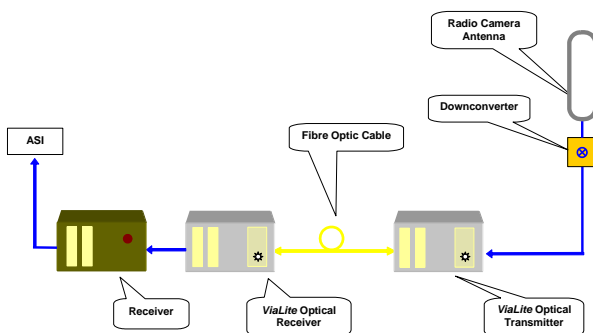 Radio Camera
Antenna
Downconverter
Fibre Optic Cable
ASI
Receiver
ViaLite Optical
Receiver
ViaLite Optical
Transmitter